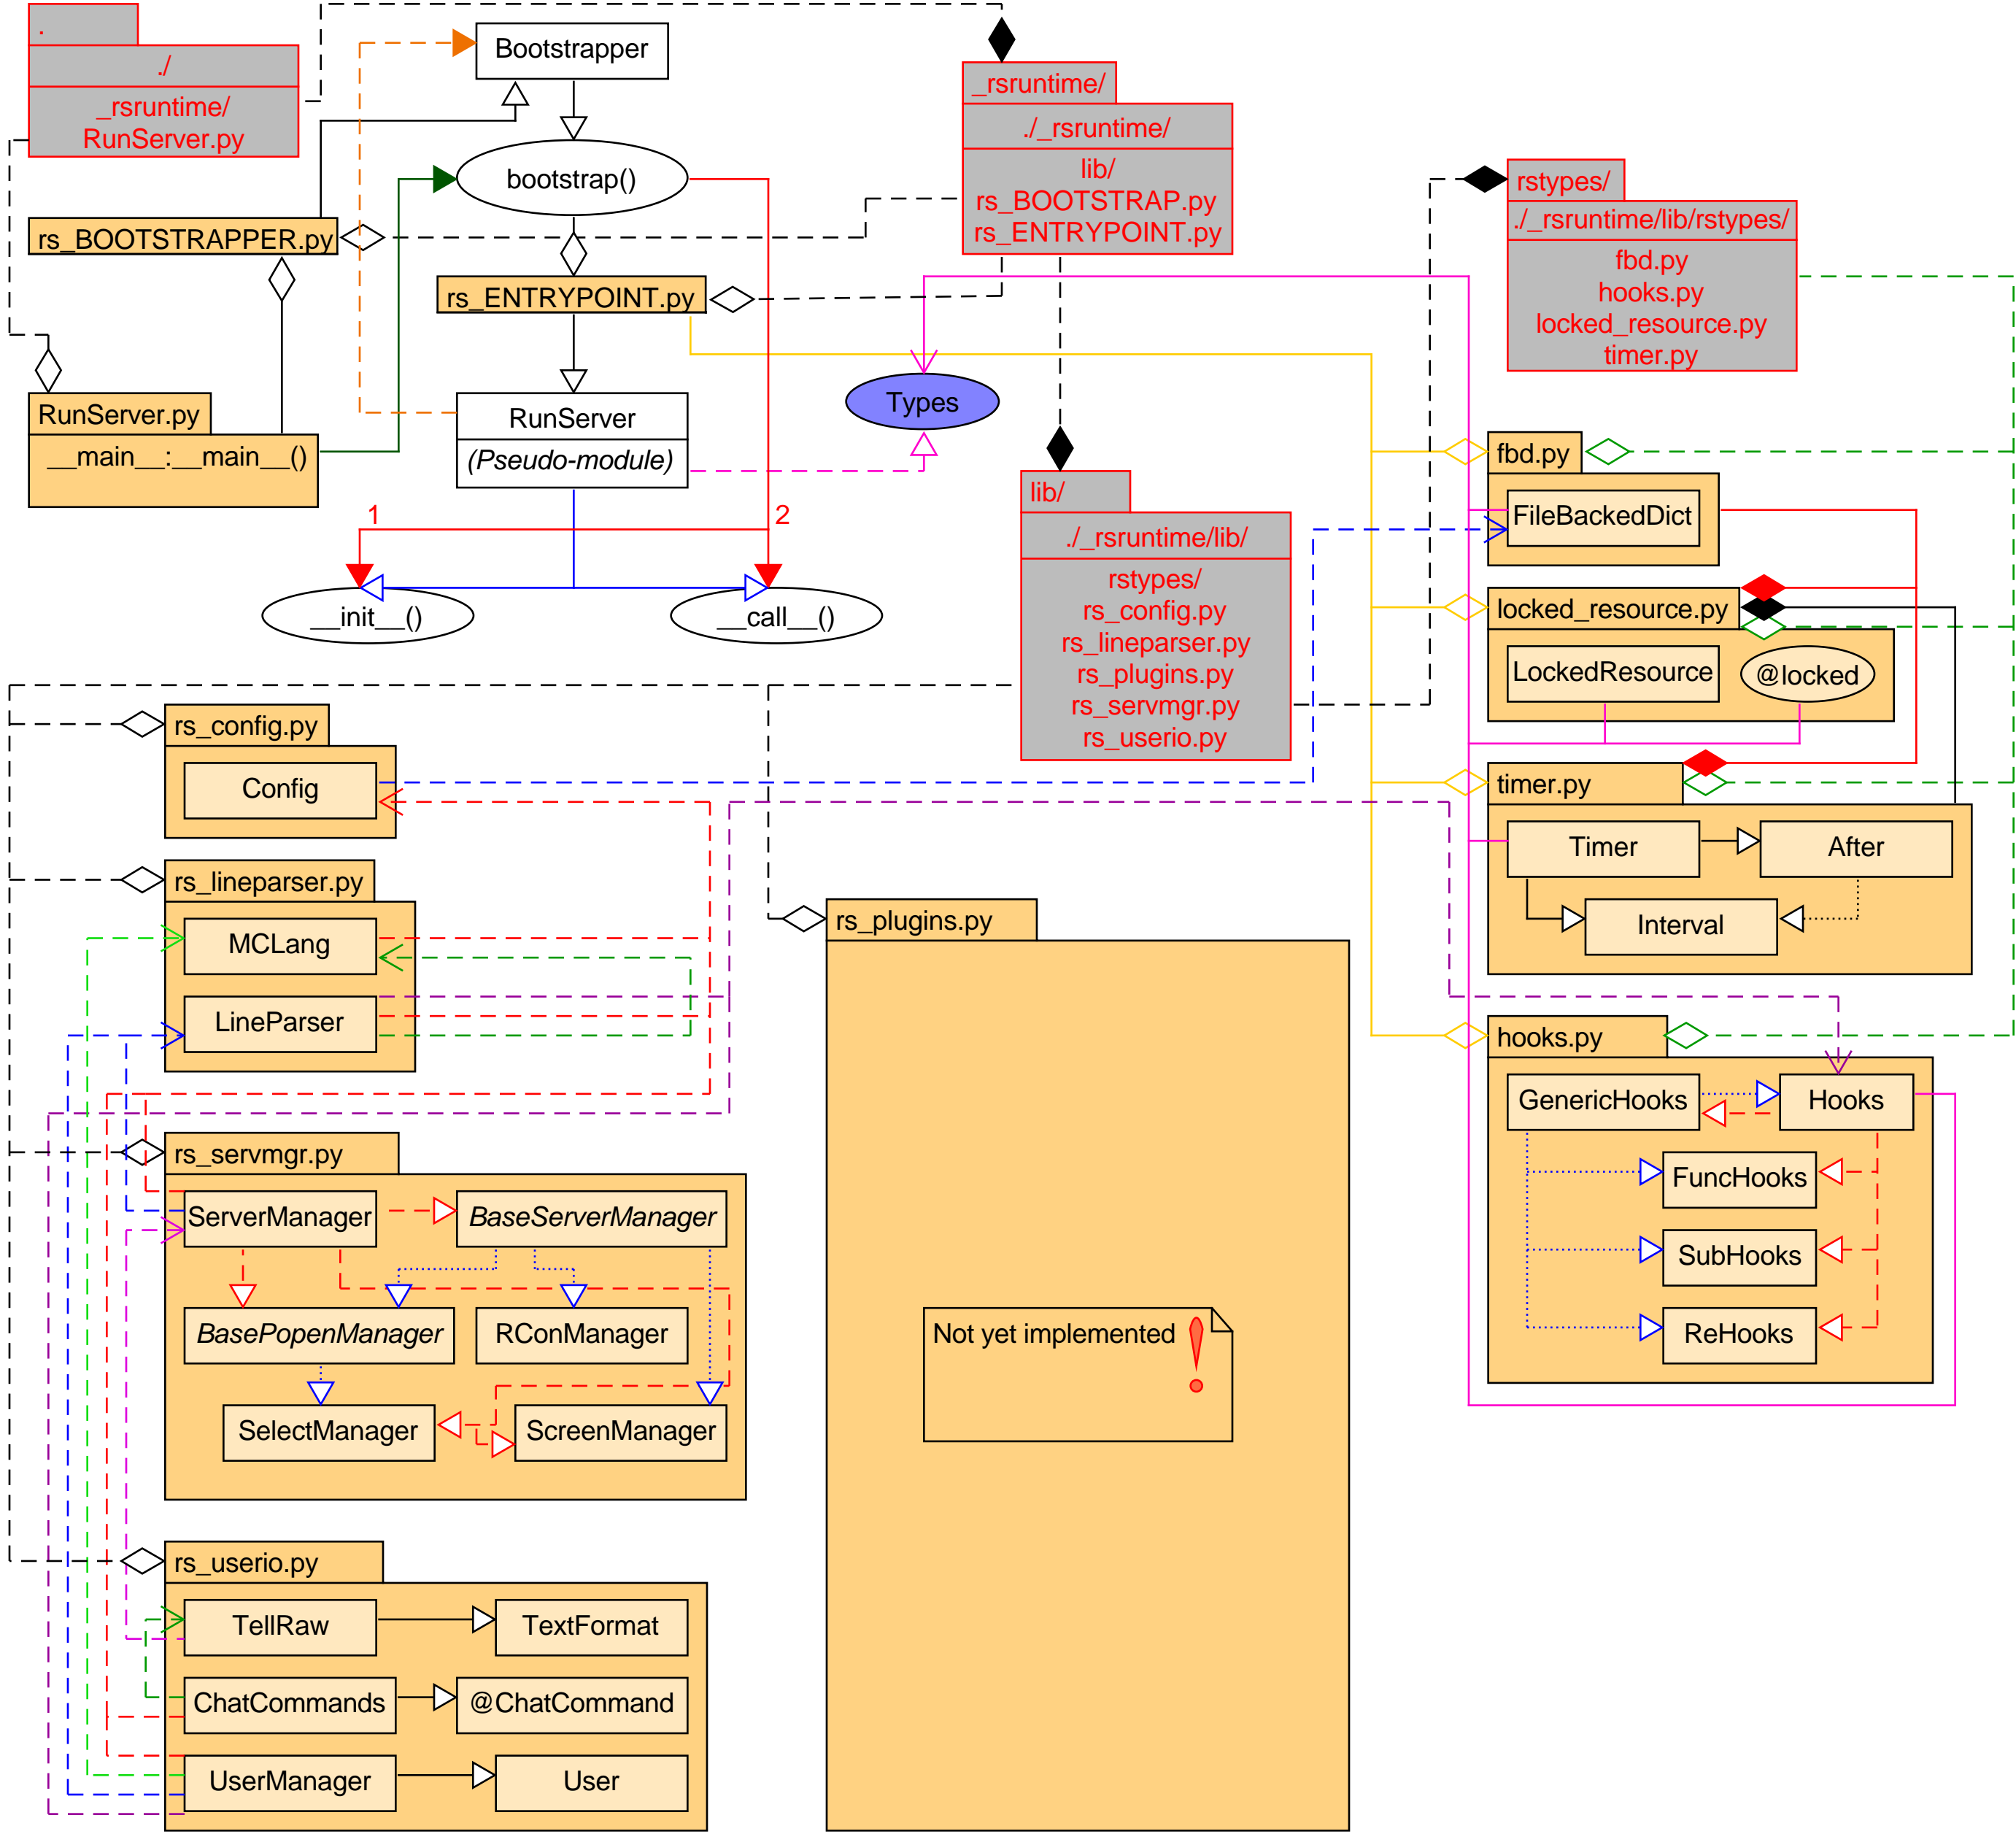 .
./
_rsruntime/
RunServer.py
Bootstrapper
bootstrap()
rs_BOOTSTRAPPER.py
rs_ENTRYPOINT.py
RunServer.py
__main__:__main__()
RunServer
(Pseudo-module)
1
2
__init__()
__call__()
Types
_rsruntime/
./_rsruntime/
lib/
rs_BOOTSTRAP.py
rs_ENTRYPOINT.py
rstypes/
./_rsruntime/lib/rstypes/
fbd.py
hooks.py
locked_resource.py
timer.py
lib/
./_rsruntime/lib/
rstypes/
rs_config.py
rs_lineparser.py
rs_plugins.py
rs_servmgr.py
rs_userio.py
fbd.py
FileBackedDict
locked_resource.py
LockedResource
@locked
timer.py
Timer
After
Interval
hooks.py
GenericHooks
Hooks
FuncHooks
SubHooks
ReHooks
rs_config.py
Config
rs_lineparser.py
MCLang
LineParser
rs_servmgr.py
ServerManager
BaseServerManager
BasePopenManager
RConManager
SelectManager
ScreenManager
rs_userio.py
TellRaw
TextFormat
ChatCommands
@ChatCommand
UserManager
User
rs_plugins.py
Not yet implemented